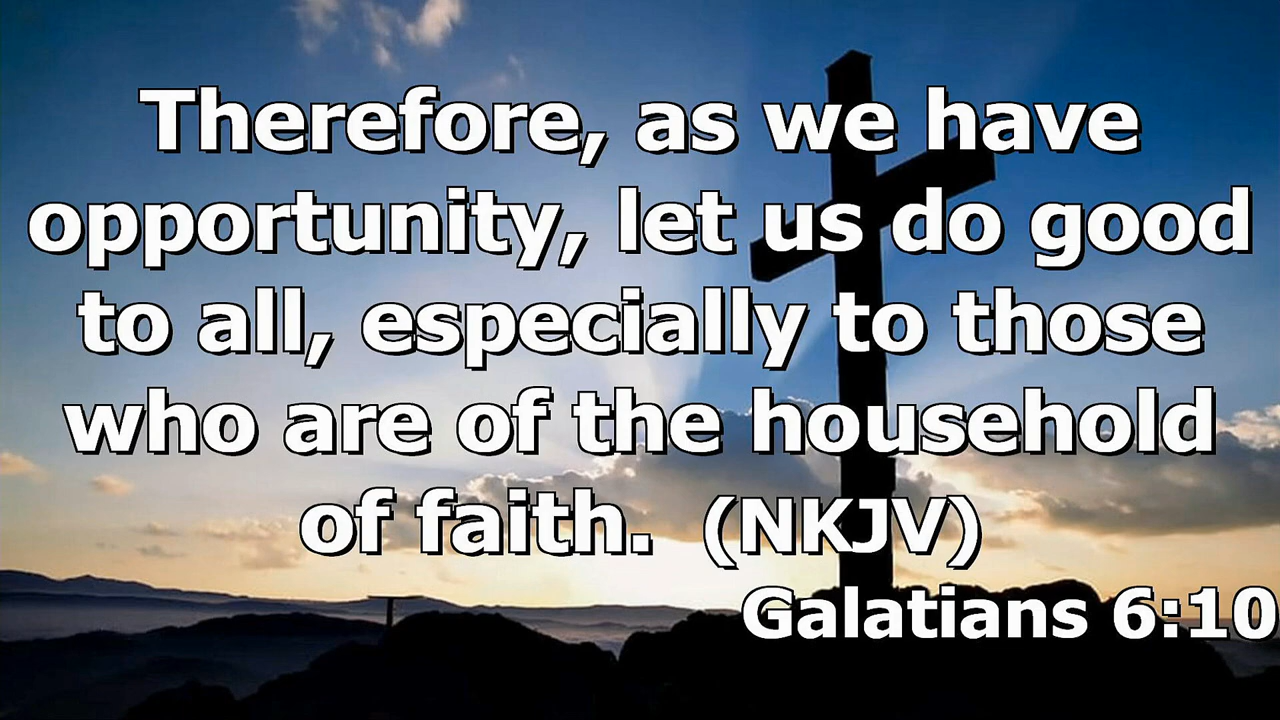 Therefore, as we have
opportunity, let us do good
to all, especially to those
who are of the household
of faith. (NKJV)
Galatians 6:10